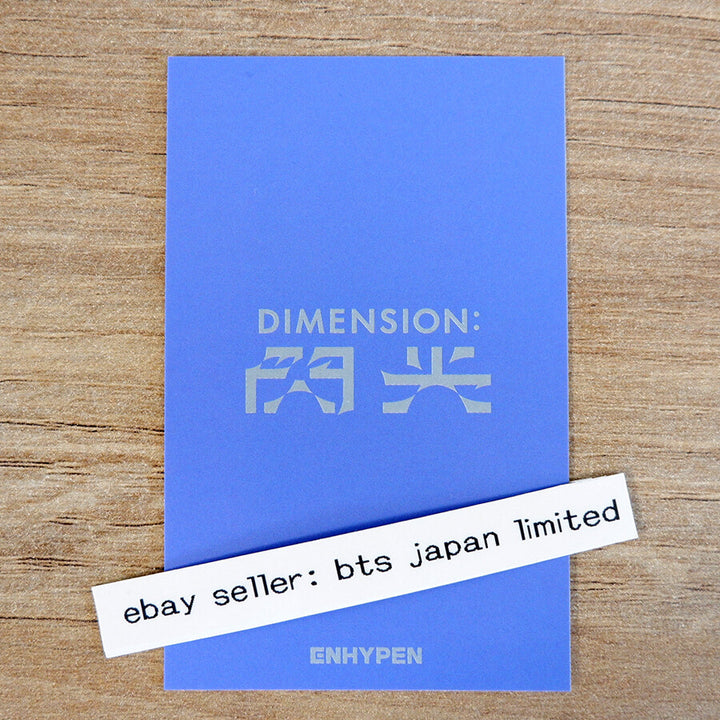 DIMENSION:
閃光
ebay seller: bts japan limited
ENHYPEN